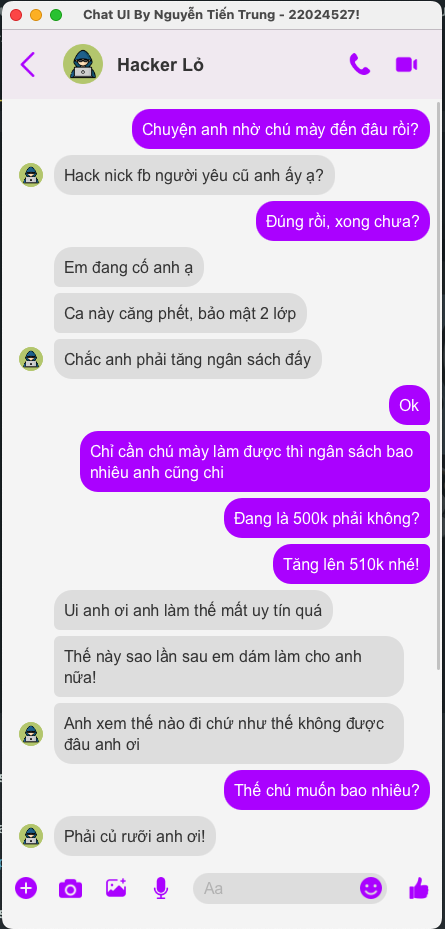 Chat UI By Nguyễn Tiến Trung - 22024527!
Hacker Lỏ
Chuyện anh nhờ chú mày đến đâu rồi?
Hack nick fb người yêu cũ anh ấy ạ?
Đúng rồi, xong chưa?
Em đang cố anh ạ
Ca này căng phết, bảo mật 2 lớp
Chắc anh phải tăng ngân sách đấy
Ok
Chỉ cần chú mày làm được thì ngân sách bao
nhiêu anh cũng chi
Đang là 500k phải không?
Tăng lên 510k nhé!
Ui anh ơi anh làm thế mất uy tín quá
Thế này sao lần sau em dám làm cho anh
nữa!
Anh xem thế nào đi chứ như thế không được
đâu anh ơi
Thế chú muốn bao nhiêu?
Phải củ rưỡi anh ơi!
Aa